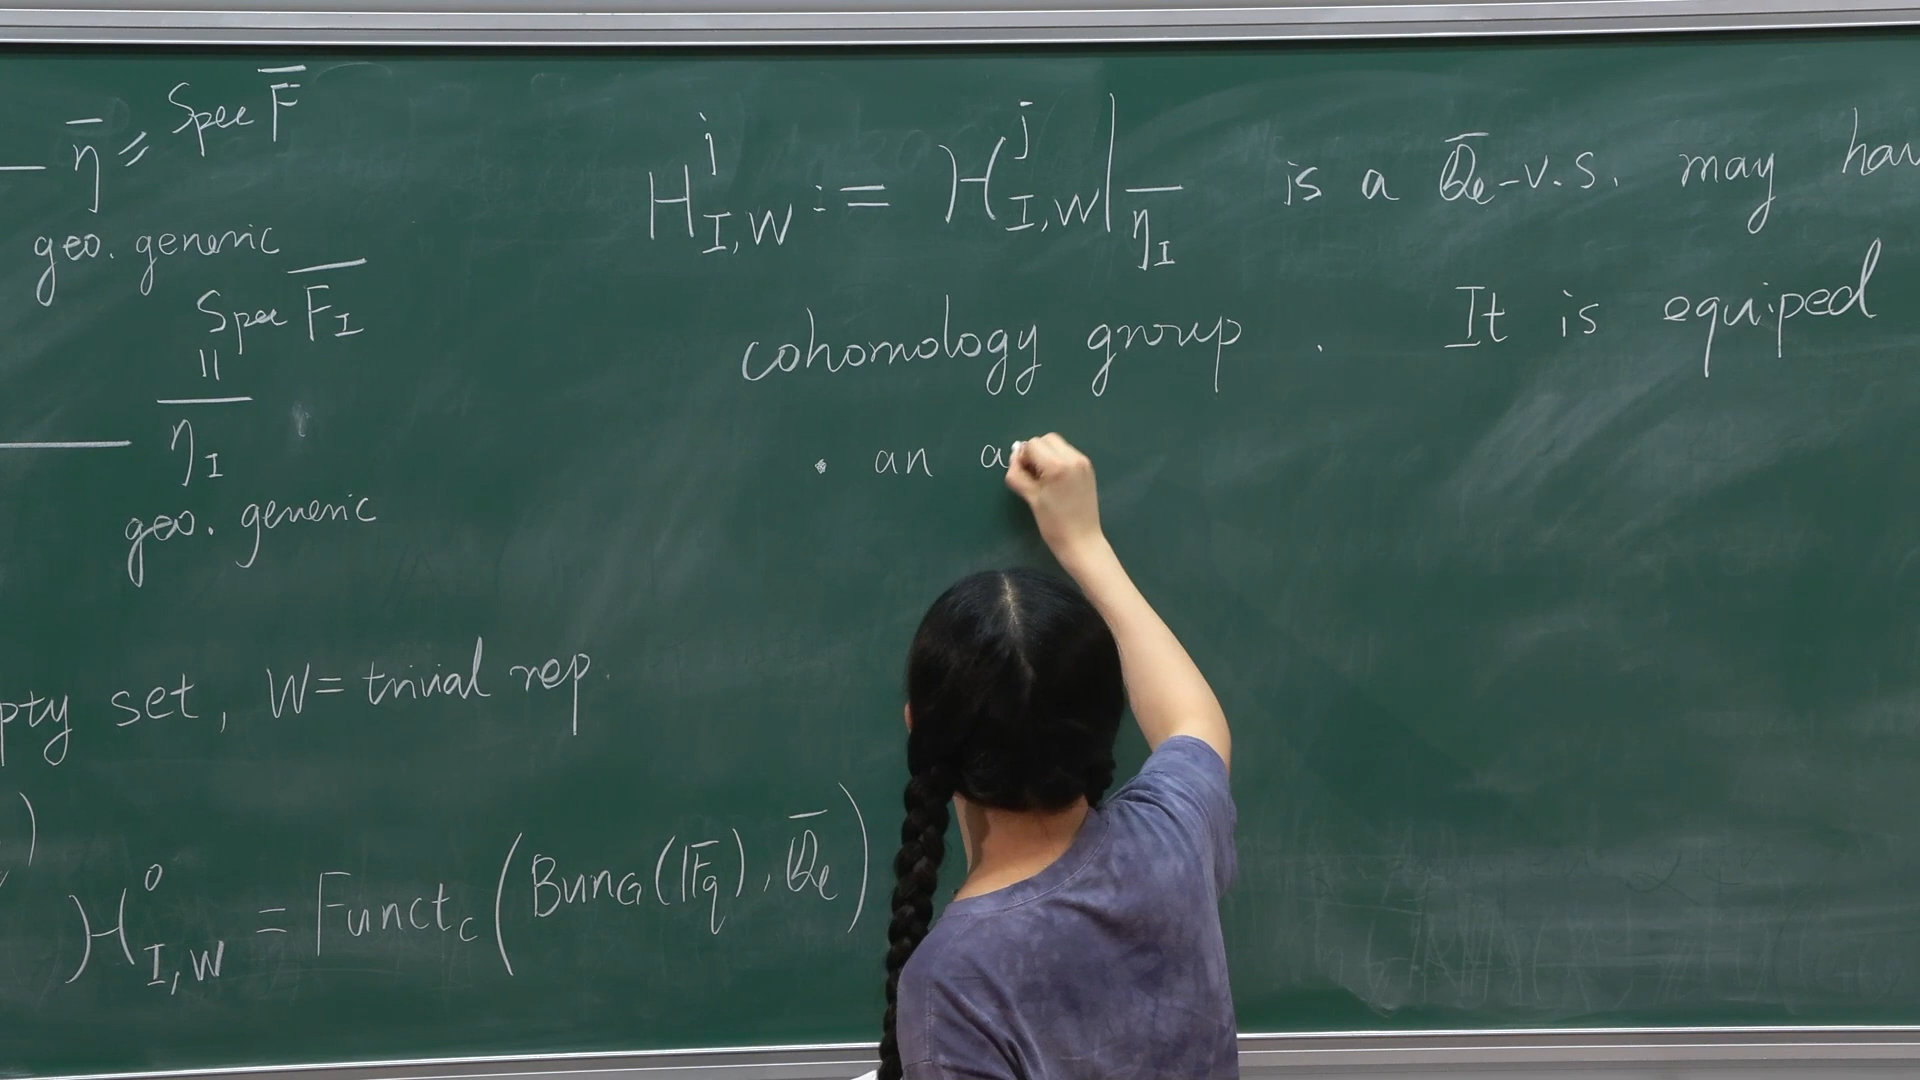 η̄ = Spec F̄
geo. generic
Spec F̄_I
=
η̄_I
geo. generic
pty set, W = trivial rep.
)
H^0_{I,W} = Funct_c (Bun_G(F_q), Q̄_ℓ)
H^j_{I,W} := H^j_{I,W}|_{η̄_I} is a Q̄_ℓ-v.s. may hav
cohomology group . It is equiped
• an a